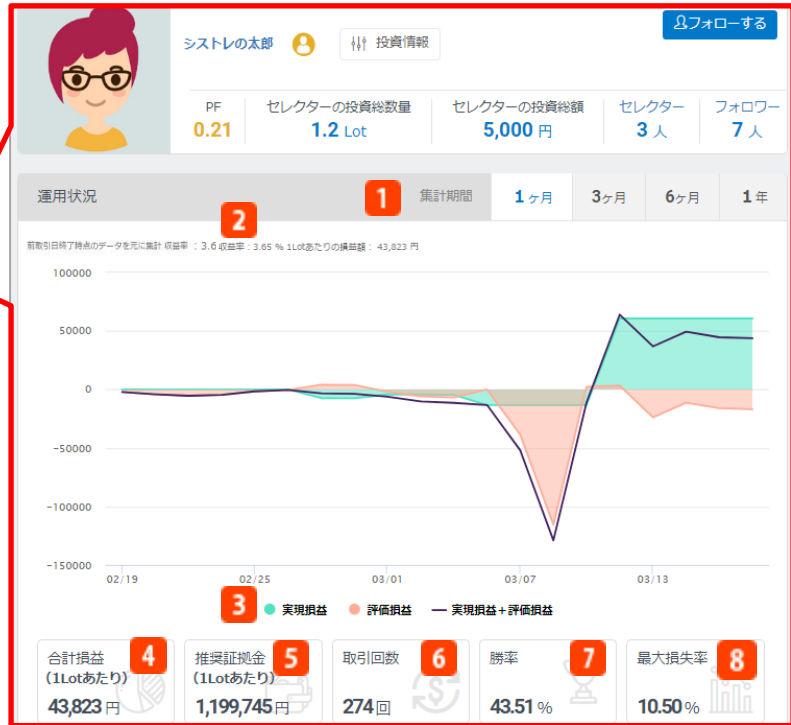 フォローする
シストレの太郎 投資情報
PF セレクターの投資総数量 セレクターの投資総額 セレクター フォロワー
0.21 1.2 Lot 5,000 円 3 人 7 人
運用状況 1 集計期間 1 ヶ月 3ヶ月 6ヶ月 1 年
2
前取引日終了時点のデータを元に集計 収益率 : 3.6 収益率 : 3.65 % 1Lotあたりの損益額 : 43,823 円
100000
50000
0
-50000
-100000
-150000
02/19 02/25 03/01 03/07 03/13
3 実現損益 評価損益 実現損益+評価損益
合計損益 4 推奨証拠金 5 取引回数 6 勝率 7 最大損失率 8
(1Lotあたり) (1Lotあたり)
43,823 円 1,199,745 円 274 回 43.51 % 10.50 %